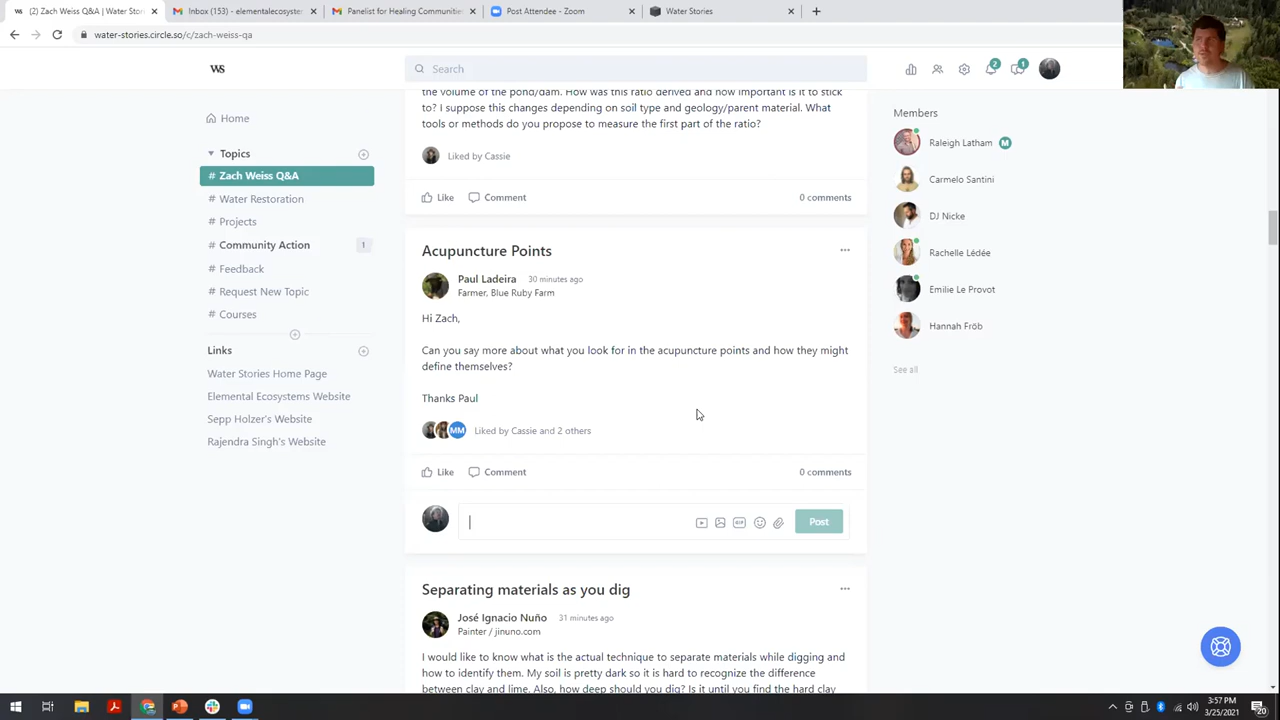 (2) Zach Weiss Q&A | Water Stori
Inbox (153) - elementalecosystem
Panelist for Healing Communities
Post Attendee - Zoom
Water Stories
water-stories.circle.so/c/zach-weiss-qa
WS
Search
2
1
the volume of the pond/dam. How was this ratio derived and how important is it to stick
to? I suppose this changes depending on soil type and geology/parent material. What
tools or methods do you propose to measure the first part of the ratio?
Liked by Cassie
Like
Comment
0 comments
Home
Topics
# Zach Weiss Q&A
# Water Restoration
# Projects
# Community Action
1
# Feedback
# Request New Topic
# Courses
Links
Water Stories Home Page
Elemental Ecosystems Website
Sepp Holzer's Website
Rajendra Singh's Website
Acupuncture Points
Paul Ladeira 30 minutes ago
Farmer, Blue Ruby Farm
Hi Zach,
Can you say more about what you look for in the acupuncture points and how they might
define themselves?
Thanks Paul
MM
Liked by Cassie and 2 others
Like
Comment
0 comments
GIF
Post
Separating materials as you dig
José Ignacio Nuño 31 minutes ago
Painter / jinuno.com
I would like to know what is the actual technique to separate materials while digging and
how to identify them. My soil is pretty dark so it is hard to recognize the difference
between clay and lime. Also, how deep should you dig? Is it until you find the hard clay
Members
Raleigh Latham M
Carmelo Santini
DJ Nicke
Rachelle Lédée
Emilie Le Provot
Hannah Fröb
See all
3:57 PM
3/25/2021
20